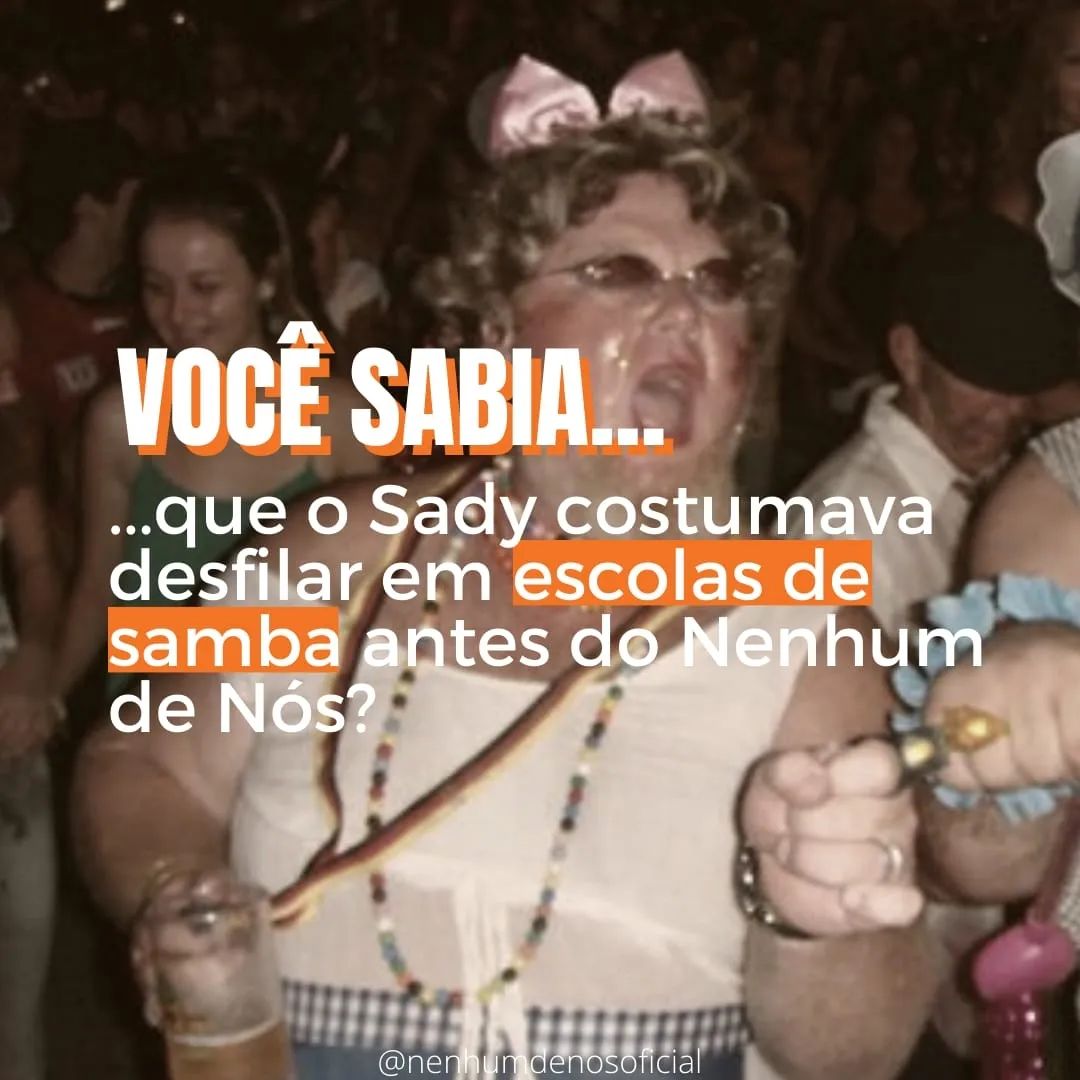 VOCÊ SABIA...
...que o Sady costumava
desfilar em escolas de
samba antes do Nenhum
de Nós?
@nenhumdenosoficial